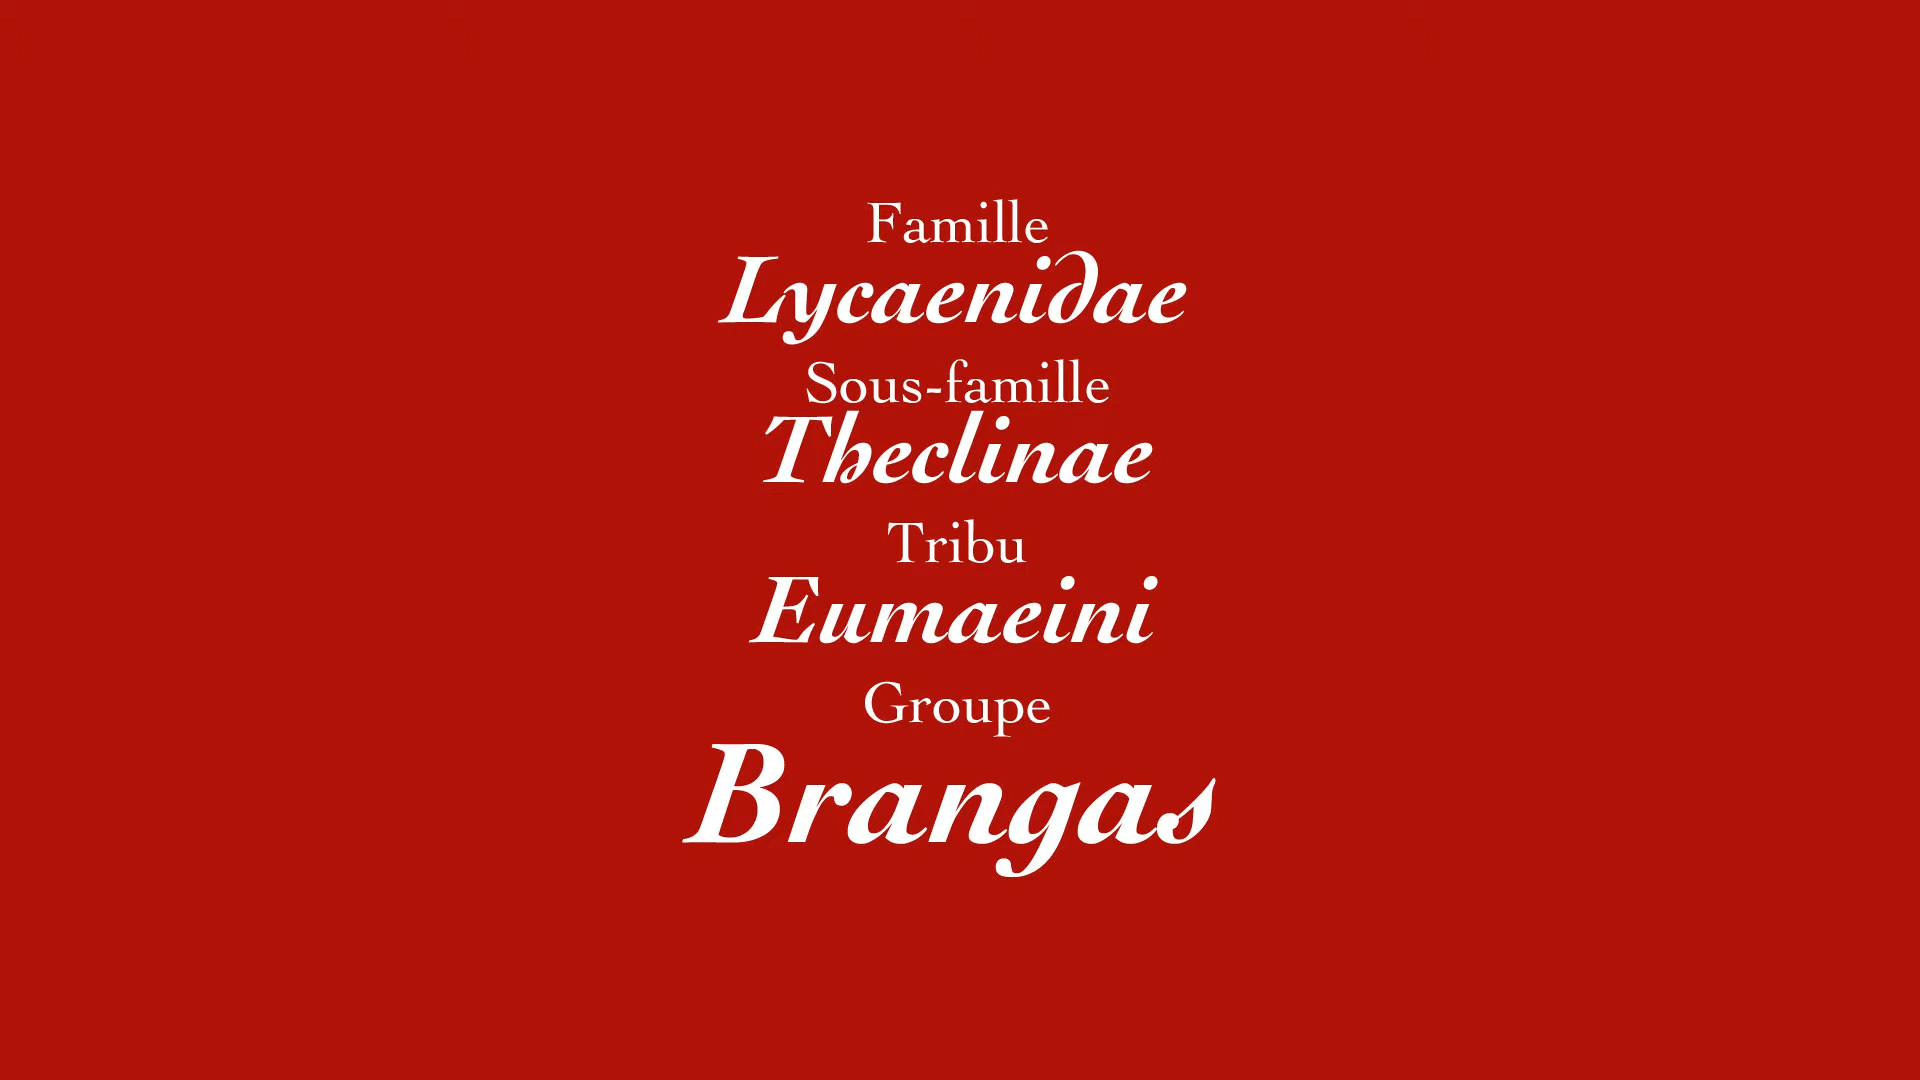 Famille
Lycaenidae
Sous-famille
Theclinae
Tribu
Eumaeini
Groupe
Brangas